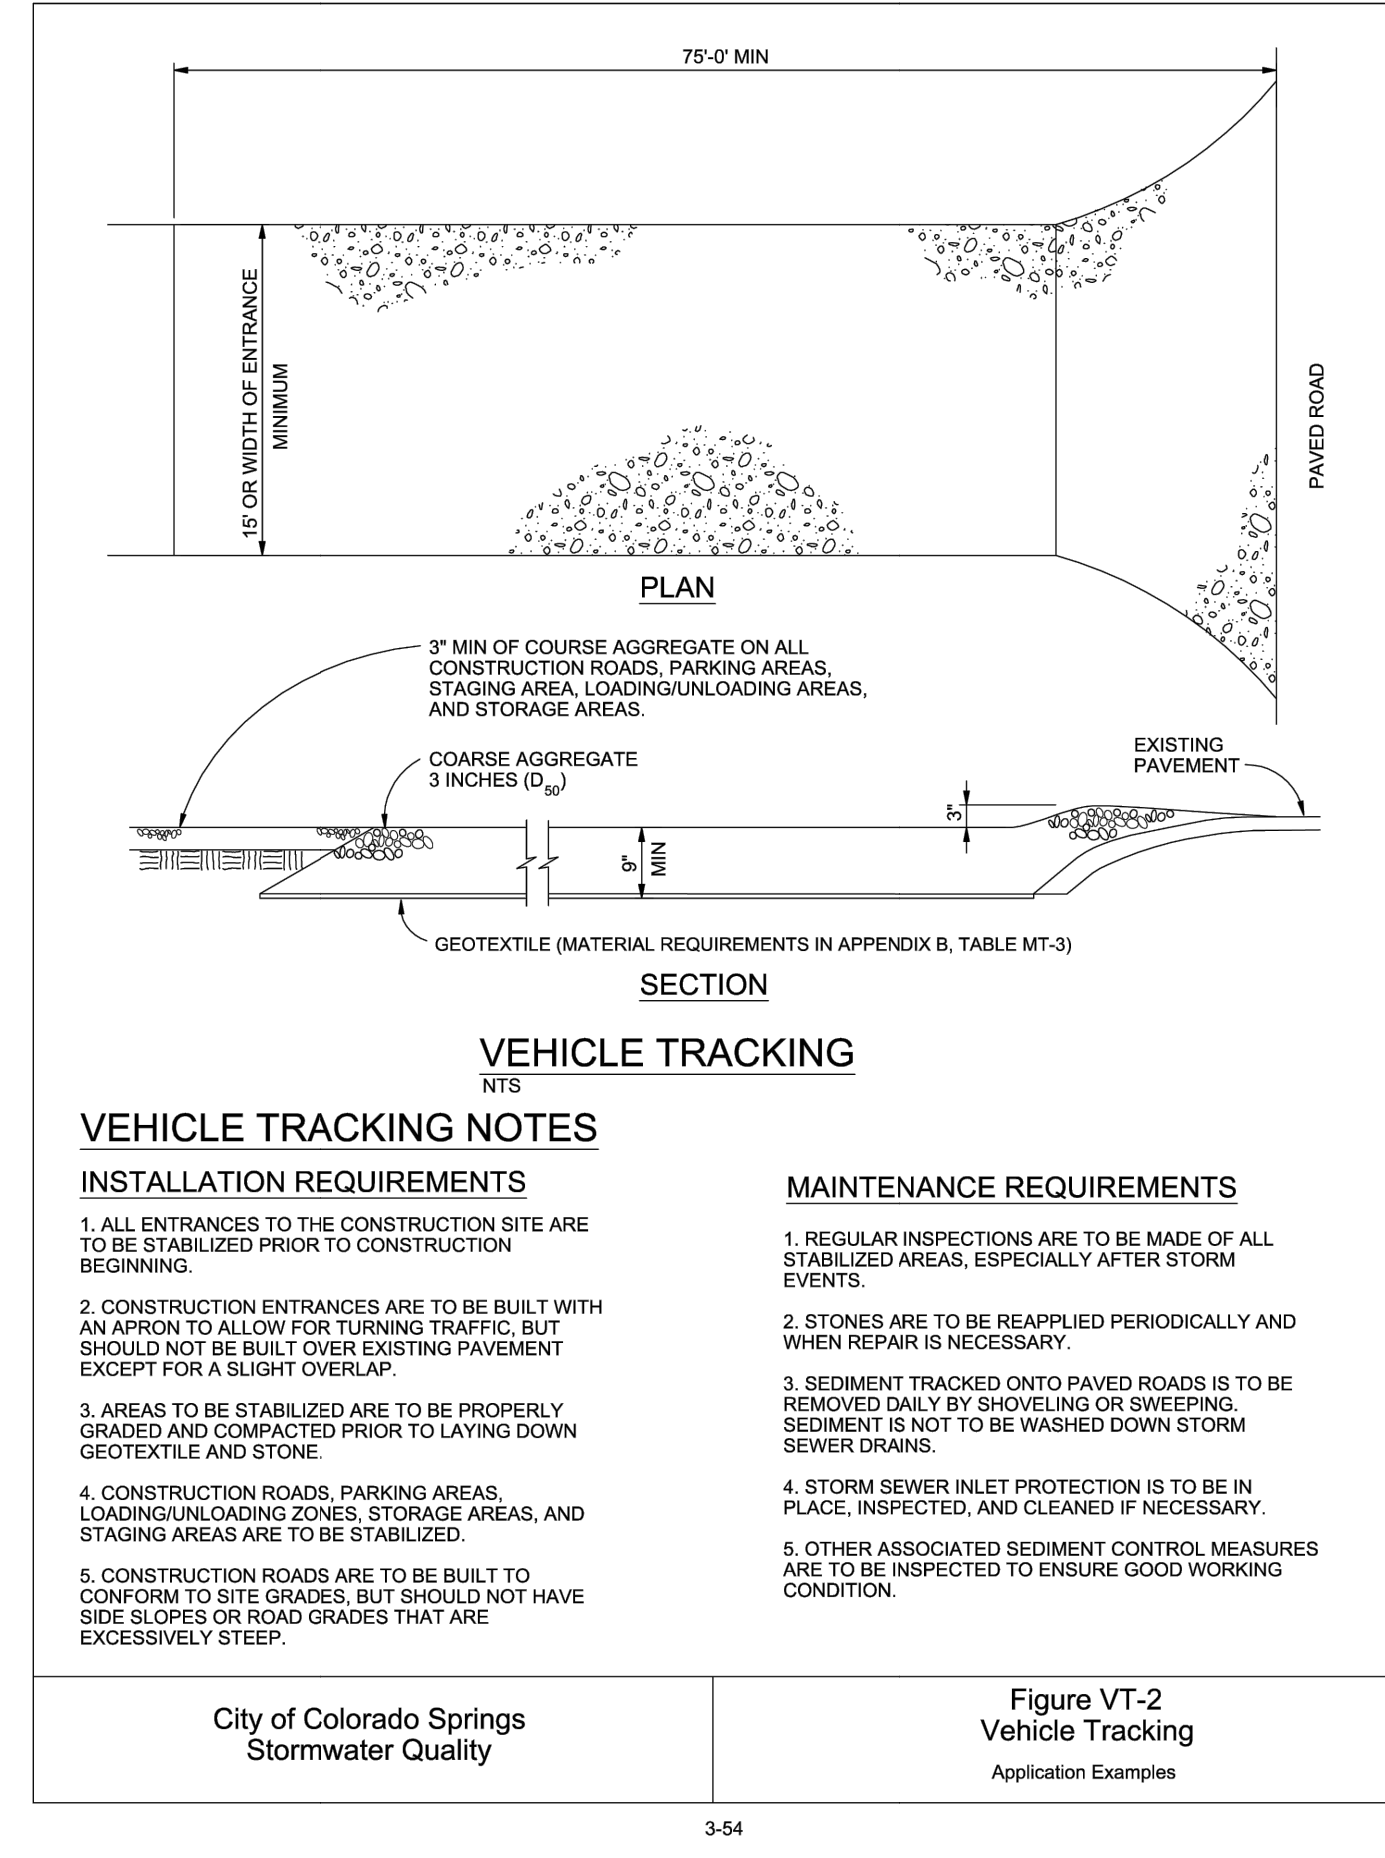 75'-0' MIN
15' OR WIDTH OF ENTRANCE
MINIMUM
PAVED ROAD
PLAN
3" MIN OF COURSE AGGREGATE ON ALL
CONSTRUCTION ROADS, PARKING AREAS,
STAGING AREA, LOADING/UNLOADING AREAS,
AND STORAGE AREAS.
COARSE AGGREGATE
3 INCHES (D50)
EXISTING
PAVEMENT
3"
9"
MIN
GEOTEXTILE (MATERIAL REQUIREMENTS IN APPENDIX B, TABLE MT-3)
SECTION
VEHICLE TRACKING
NTS
VEHICLE TRACKING NOTES
INSTALLATION REQUIREMENTS
1. ALL ENTRANCES TO THE CONSTRUCTION SITE ARE
TO BE STABILIZED PRIOR TO CONSTRUCTION
BEGINNING.
2. CONSTRUCTION ENTRANCES ARE TO BE BUILT WITH
AN APRON TO ALLOW FOR TURNING TRAFFIC, BUT
SHOULD NOT BE BUILT OVER EXISTING PAVEMENT
EXCEPT FOR A SLIGHT OVERLAP.
3. AREAS TO BE STABILIZED ARE TO BE PROPERLY
GRADED AND COMPACTED PRIOR TO LAYING DOWN
GEOTEXTILE AND STONE.
4. CONSTRUCTION ROADS, PARKING AREAS,
LOADING/UNLOADING ZONES, STORAGE AREAS, AND
STAGING AREAS ARE TO BE STABILIZED.
5. CONSTRUCTION ROADS ARE TO BE BUILT TO
CONFORM TO SITE GRADES, BUT SHOULD NOT HAVE
SIDE SLOPES OR ROAD GRADES THAT ARE
EXCESSIVELY STEEP.
MAINTENANCE REQUIREMENTS
1. REGULAR INSPECTIONS ARE TO BE MADE OF ALL
STABILIZED AREAS, ESPECIALLY AFTER STORM
EVENTS.
2. STONES ARE TO BE REAPPLIED PERIODICALLY AND
WHEN REPAIR IS NECESSARY.
3. SEDIMENT TRACKED ONTO PAVED ROADS IS TO BE
REMOVED DAILY BY SHOVELING OR SWEEPING.
SEDIMENT IS NOT TO BE WASHED DOWN STORM
SEWER DRAINS.
4. STORM SEWER INLET PROTECTION IS TO BE IN
PLACE, INSPECTED, AND CLEANED IF NECESSARY.
5. OTHER ASSOCIATED SEDIMENT CONTROL MEASURES
ARE TO BE INSPECTED TO ENSURE GOOD WORKING
CONDITION.
City of Colorado Springs
Stormwater Quality
Figure VT-2
Vehicle Tracking
Application Examples
3-54